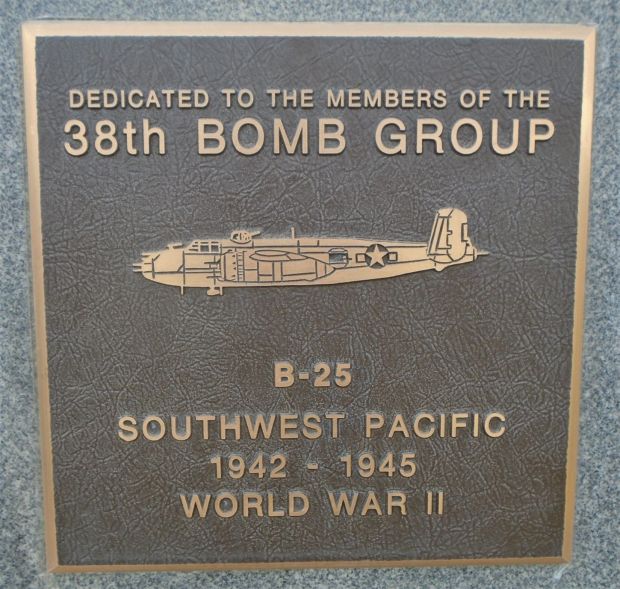 DEDICATED TO THE MEMBERS OF THE
38th BOMB GROUP
B-25
SOUTHWEST PACIFIC
1942 - 1945
WORLD WAR II